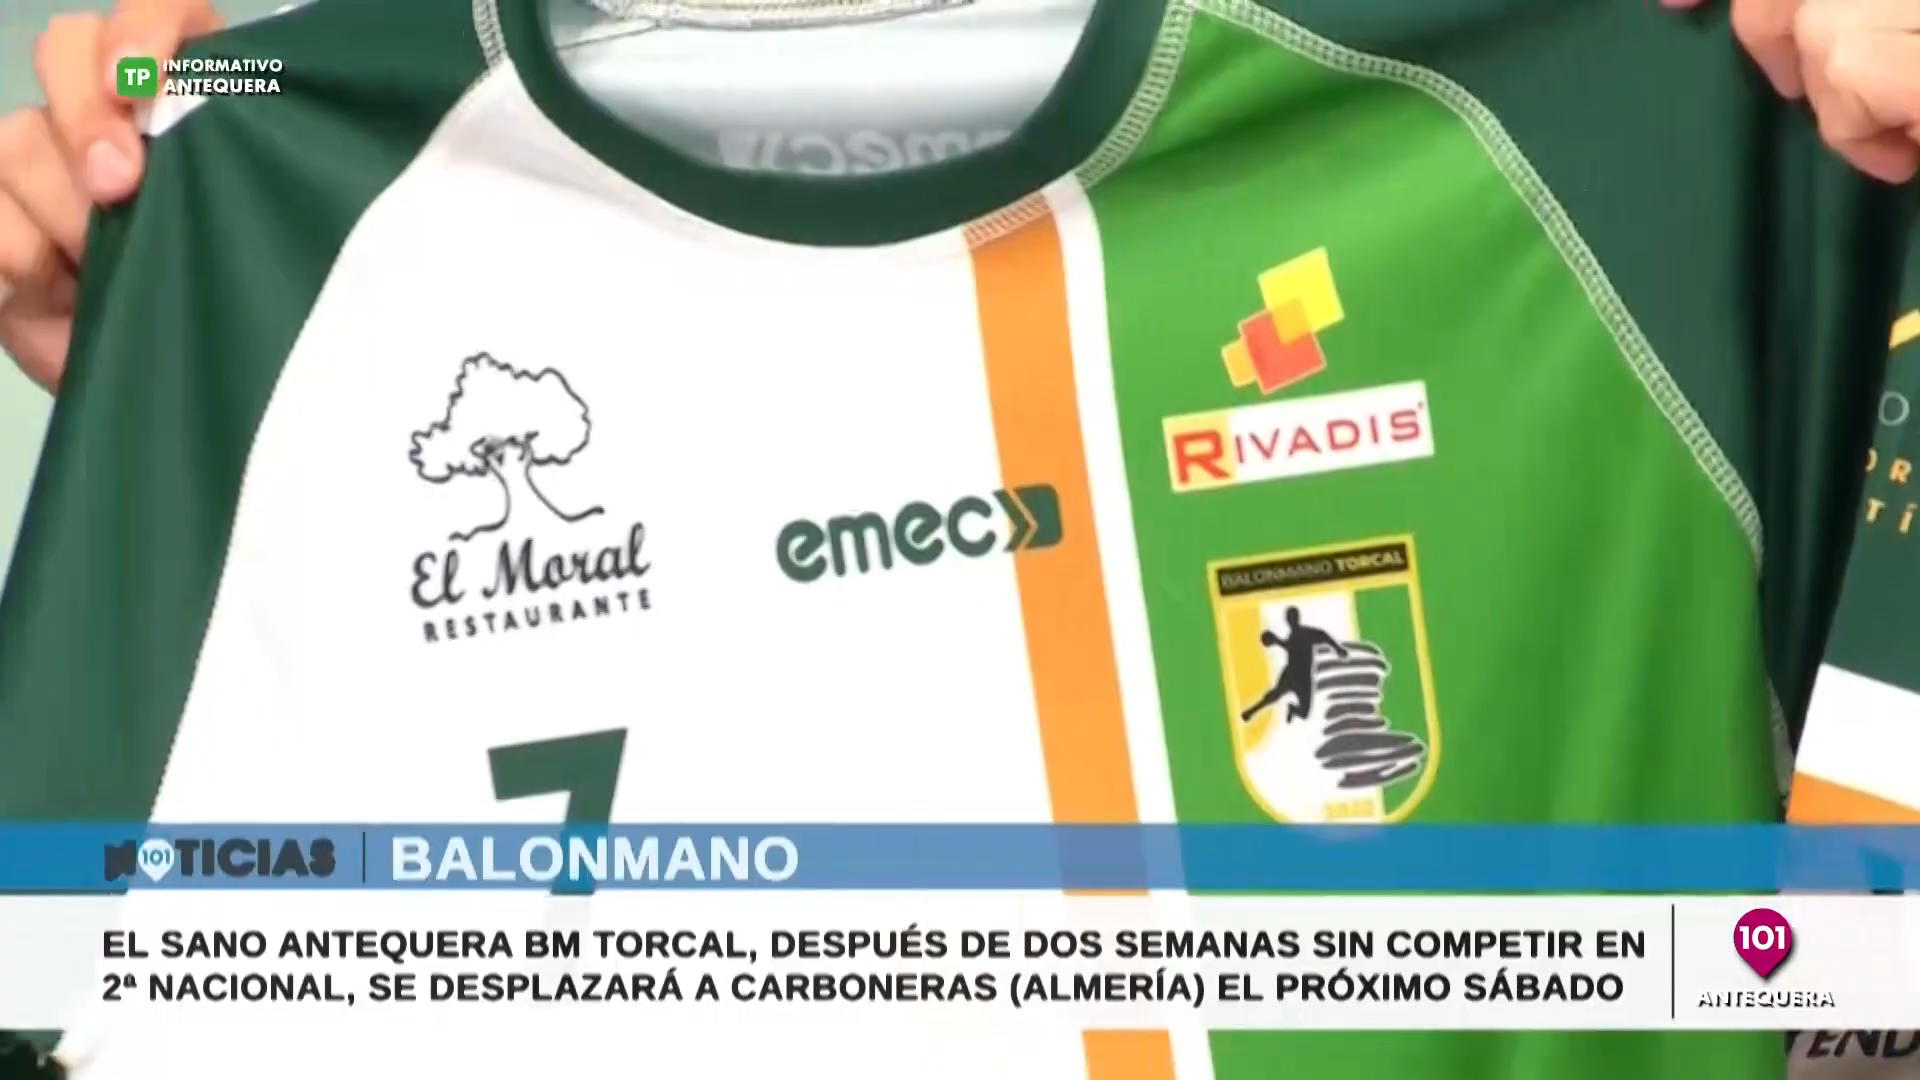 TP INFORMATIVO
ANTEQUERA
El Moral
RESTAURANTE
emec
RIVADIS
BALONMANO TORCAL
7
NOTICIAS 101
BALONMANO
EL SANO ANTEQUERA BM TORCAL, DESPUÉS DE DOS SEMANAS SIN COMPETIR EN
2ª NACIONAL, SE DESPLAZARÁ A CARBONERAS (ALMERÍA) EL PRÓXIMO SÁBADO
101
ANTEQUERA